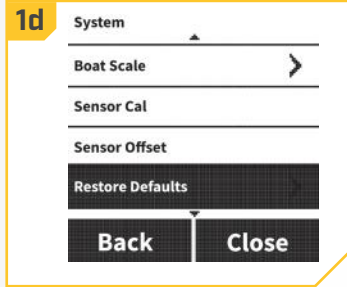 1d
System
Boat Scale
Sensor Cal
Sensor Offset
Restore Defaults
Back Close